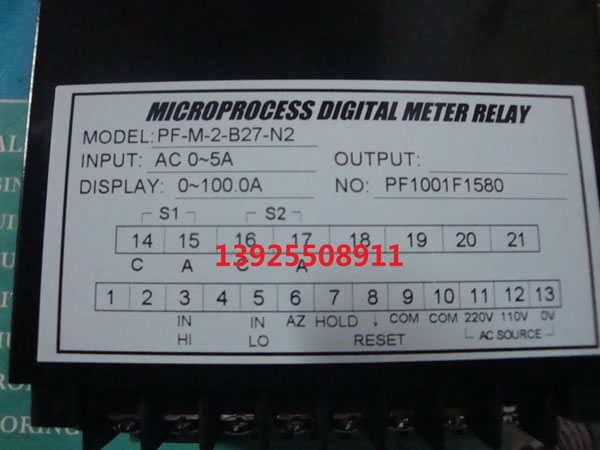 MICROPROCESS DIGITAL METER RELAY
MODEL: PF-M-2-B27-N2
INPUT: AC 0~5A OUTPUT:
DISPLAY: 0~100.0A NO: PF1001F1580
S1 S2
14 15 16 17 18 19 20 21
C A C A
13925508911
1 2 3 4 5 6 7 8 9 10 11 12 13
IN IN AZ HOLD ↓ COM COM 220V 110V 0V
HI LO RESET AC SOURCE
ORING